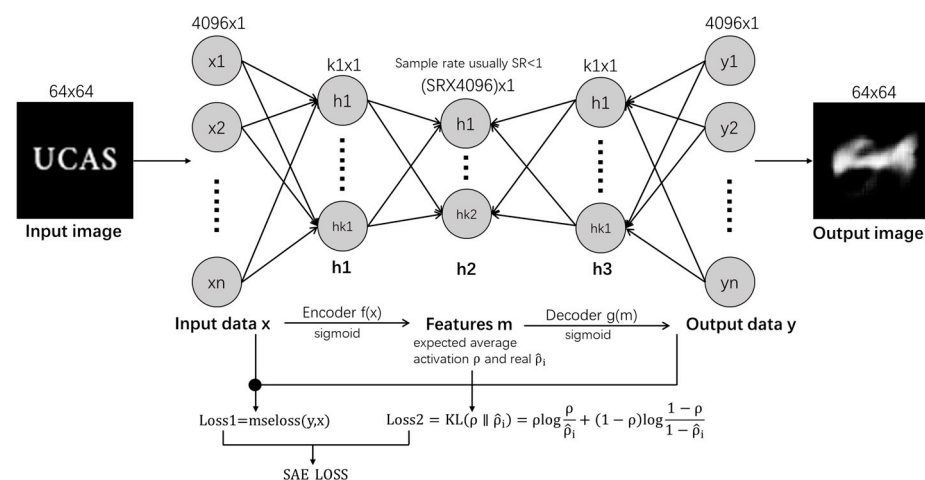 4096x1
4096x1
x1
k1x1
Sample rate usually SR<1
k1x1
y1
64x64
h1
(SRX4096)x1
h1
64x64
x2
h1
y2
UCAS
hk1
hk2
hk1
Input image
Output image
xn
h1
h2
h3
yn
Input data x
Encoder f(x)
sigmoid
Features m
Decoder g(m)
sigmoid
Output data y
expected average
activation ρ and real ρ̂ᵢ
Loss1=mseloss(y,x)
Loss2 = KL(ρ ∥ ρ̂ᵢ) = ρlog ρ/ρ̂ᵢ + (1 − ρ)log (1 − ρ)/(1 − ρ̂ᵢ)
SAE LOSS